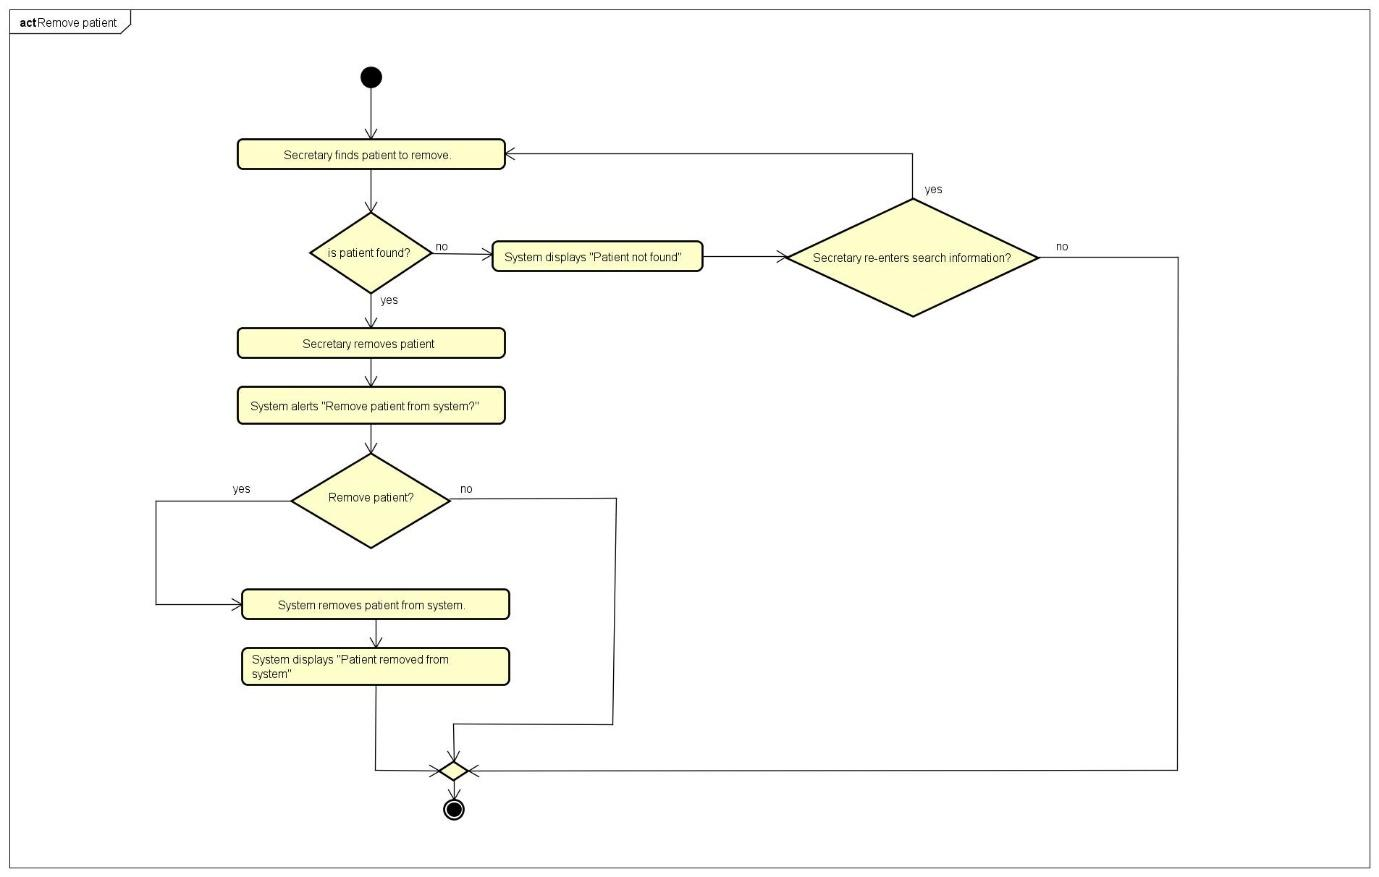 act Remove patient
Secretary finds patient to remove.
yes
is patient found?
no
System displays "Patient not found"
Secretary re-enters search information?
no
yes
Secretary removes patient
System alerts "Remove patient from system?"
yes
Remove patient?
no
System removes patient from system.
System displays "Patient removed from
system"